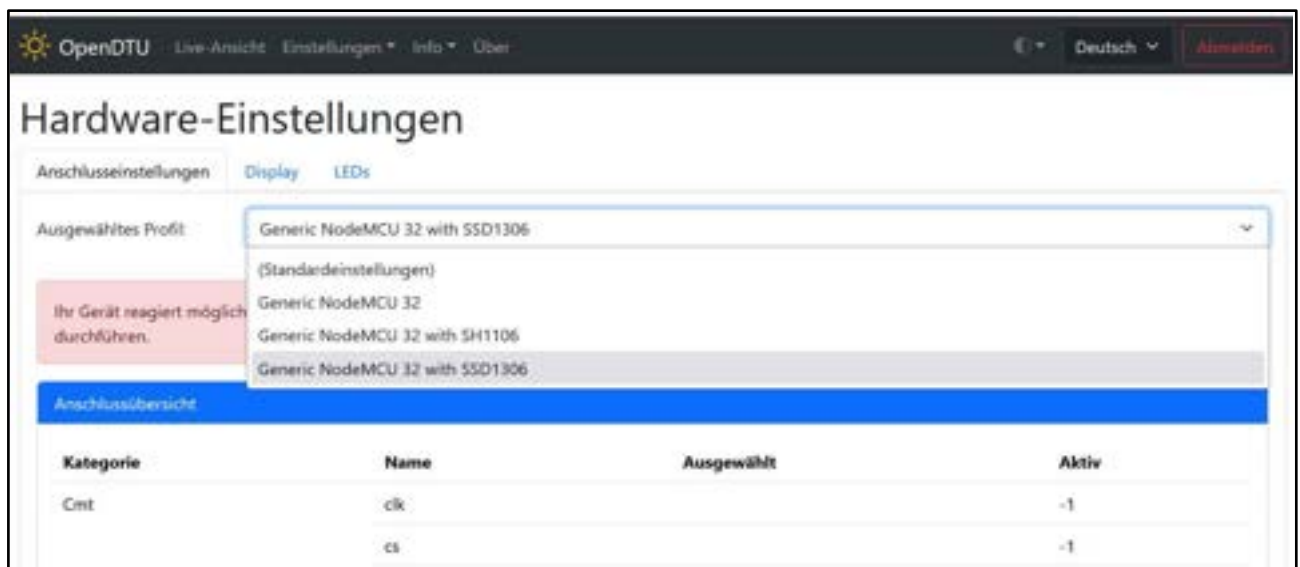 OpenDTU Live-Ansicht Einstellungen Info Über Deutsch Abmelden
Hardware-Einstellungen
Anschlusseinstellungen Display LEDs
Ausgewähltes Profil: Generic NodeMCU 32 with SSD1306
(Standardeinstellungen)
Generic NodeMCU 32
Generic NodeMCU 32 with SH1106
Generic NodeMCU 32 with SSD1306
Ihr Gerät reagiert möglich
durchführen.
Anschlussübersicht
Kategorie Name Ausgewählt Aktiv
Cmt clk -1
cs -1